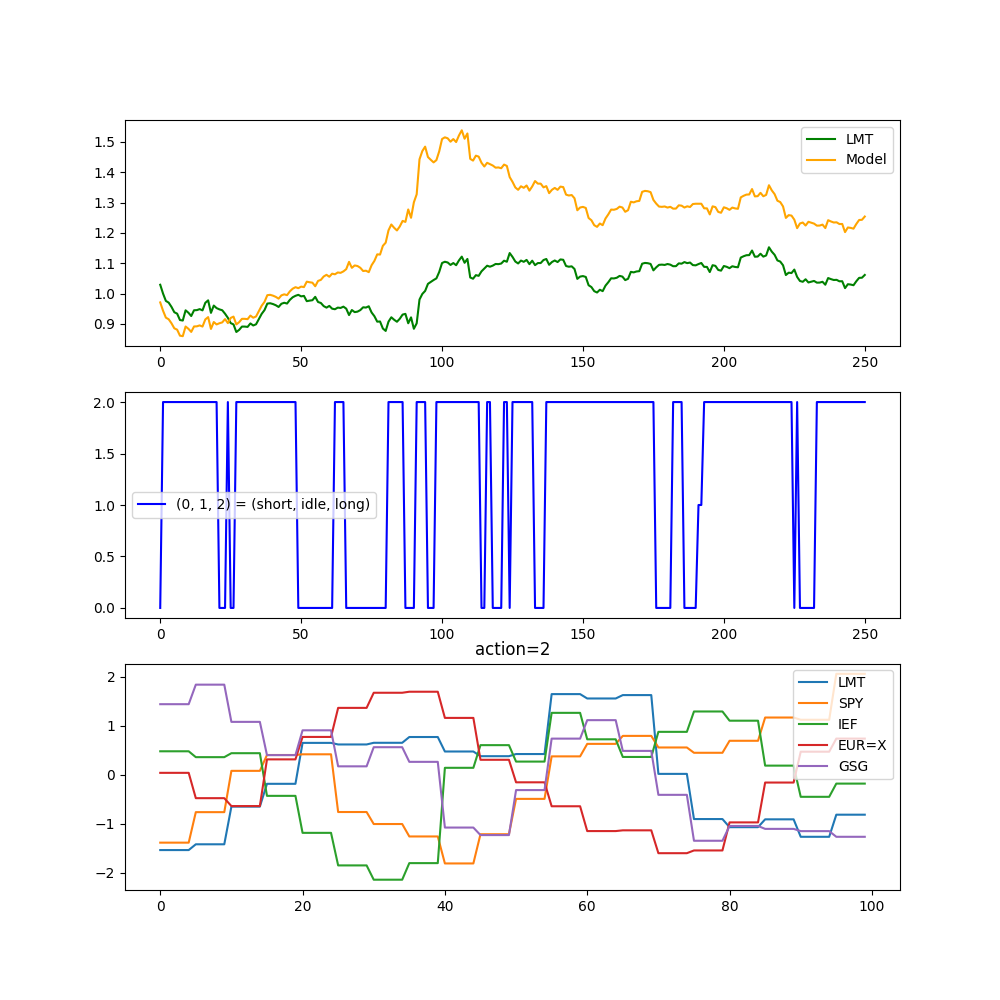 1.5
1.4
1.3
1.2
1.1
1.0
0.9
LMT
Model
0 50 100 150 200 250
2.0
1.5
1.0
0.5
0.0
(0, 1, 2) = (short, idle, long)
0 50 100 150 200 250
action=2
2
1
0
−1
−2
LMT
SPY
IEF
EUR=X
GSG
0 20 40 60 80 100